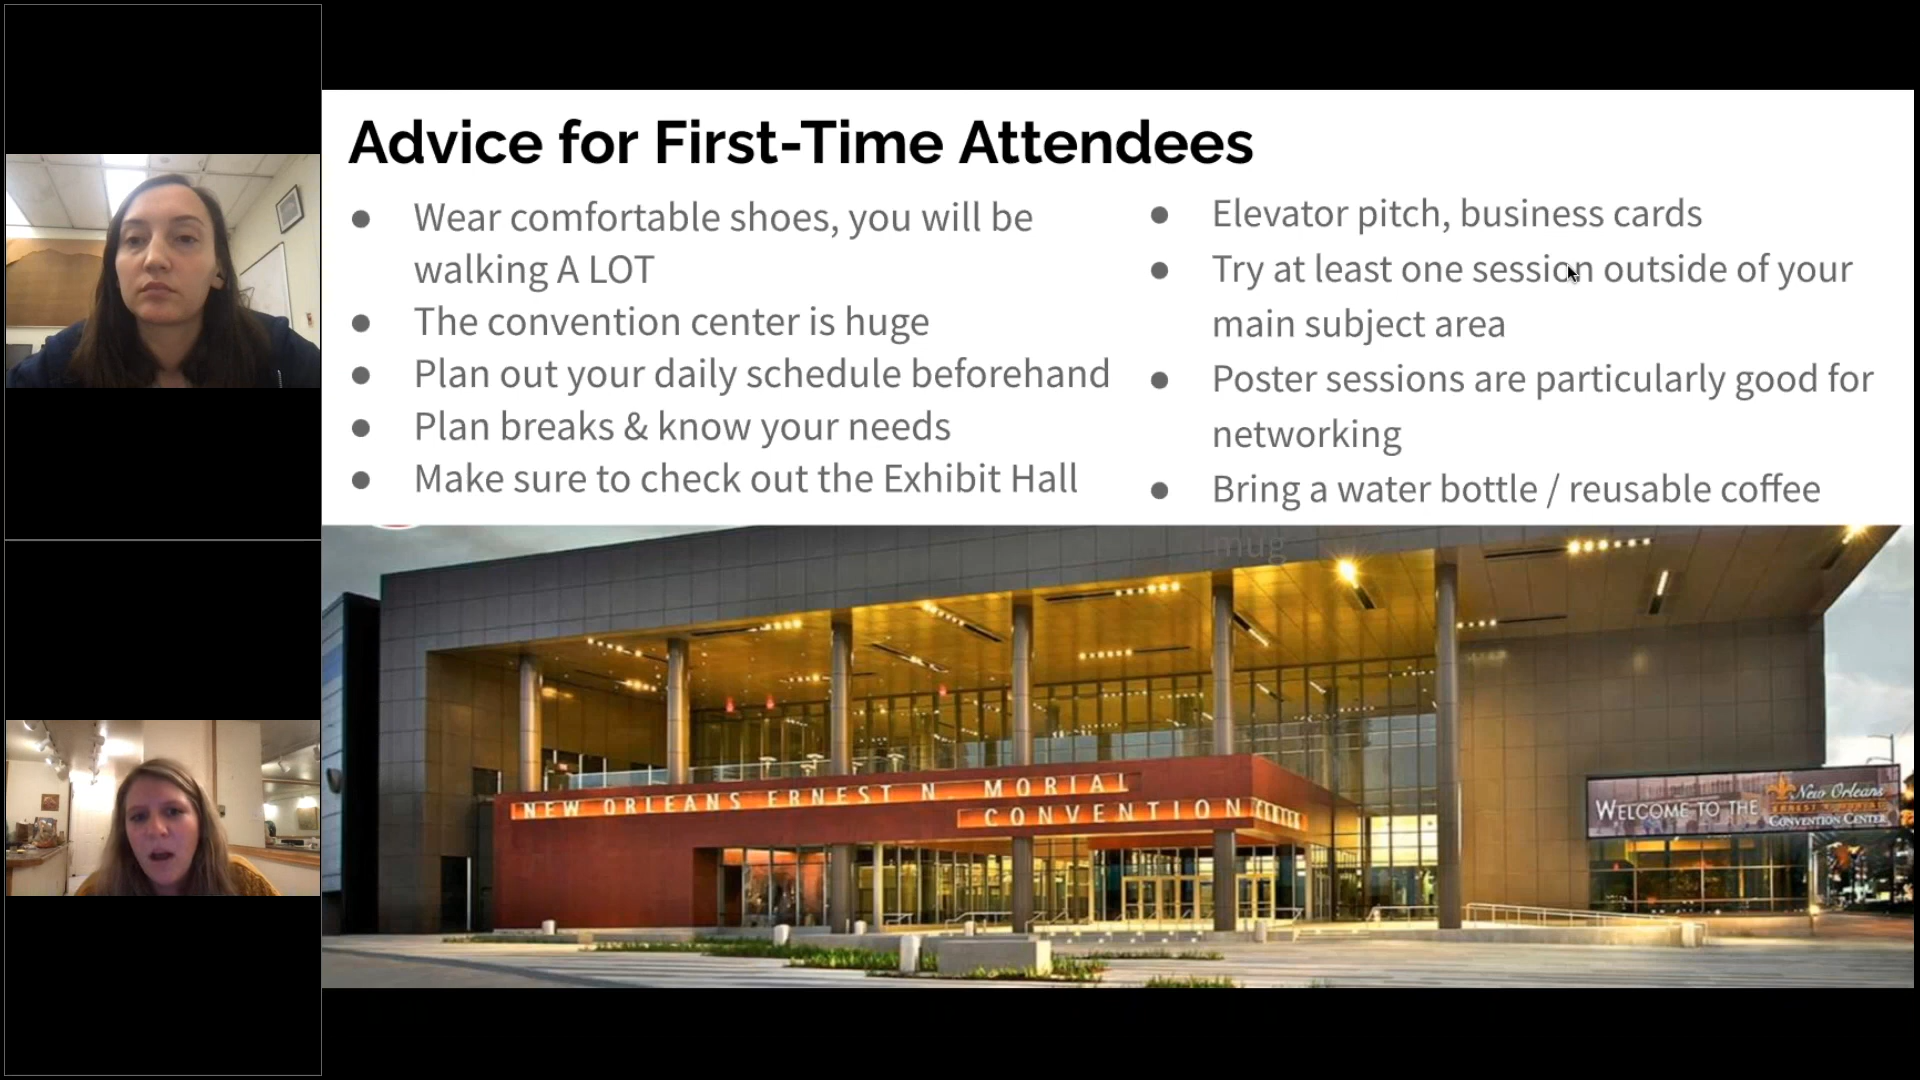 Advice for First-Time Attendees
Wear comfortable shoes, you will be
walking A LOT
The convention center is huge
Plan out your daily schedule beforehand
Plan breaks & know your needs
Make sure to check out the Exhibit Hall
Elevator pitch, business cards
Try at least one session outside of your
main subject area
Poster sessions are particularly good for
networking
Bring a water bottle / reusable coffee
mug
NEW ORLEANS ERNEST N. MORIAL
CONVENTION CENTER
WELCOME TO THE
New Orleans
ERNEST N. MORIAL
CONVENTION CENTER